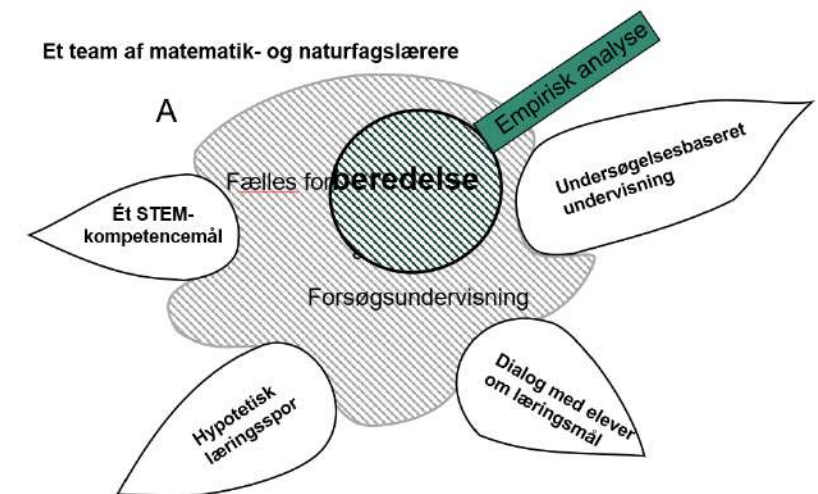 Et team af matematik- og naturfagslærere
A
Empirisk analyse
Fælles forberedelse
Undersøgelsesbaseret
undervisning
Ét STEM-
kompetencemål
Forsøgsundervisning
Hypotetisk
læringsspor
Dialog med elever
om læringsmål